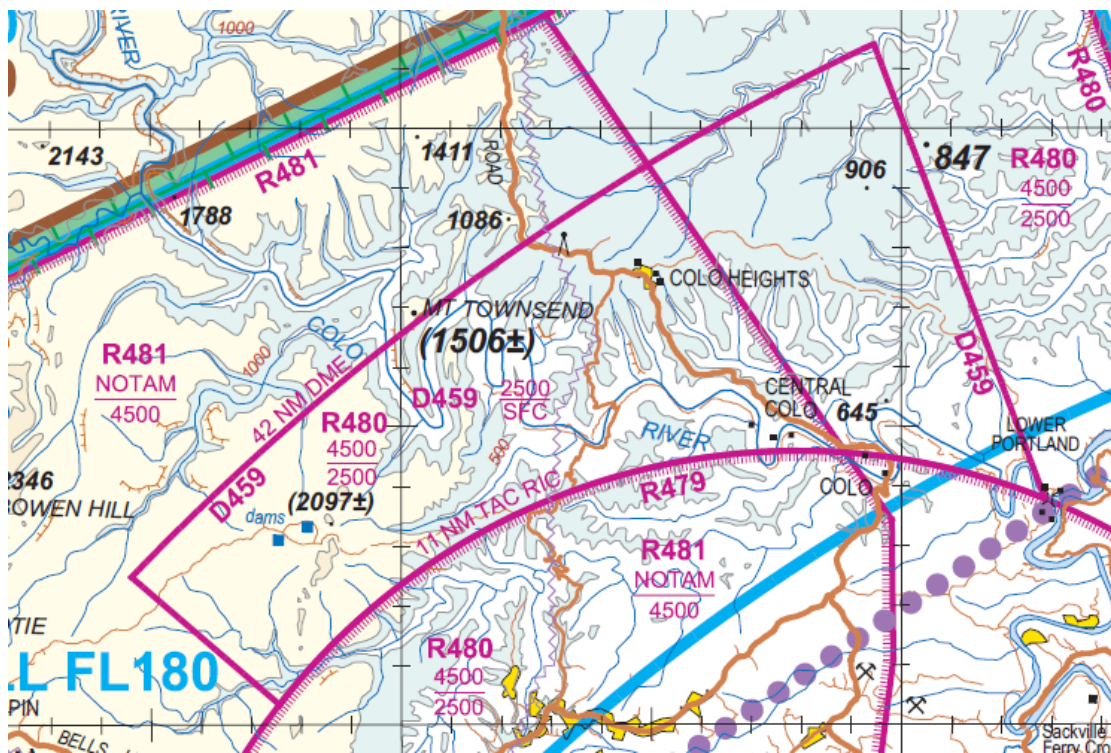 RIVER
1000
R480
2143
1411
ROAD
906
847
R480
4500
2500
R481
1788
1086
COLO HEIGHTS
MT TOWNSEND
(1506±)
COLO
1000
R481
NOTAM
4500
42 NM DME
D459
2500
SFC
D459
R480
4500
2500
CENTRAL
COLO
645
LOWER
PORTLAND
RIVER
500
2346
OWEN HILL
D459
(2097±)
dams
11 NM TAC RIC
R479
COLO
R481
NOTAM
4500
TIE
R480
4500
2500
L FL180
PIN
BELLS
Sackville
Ferry